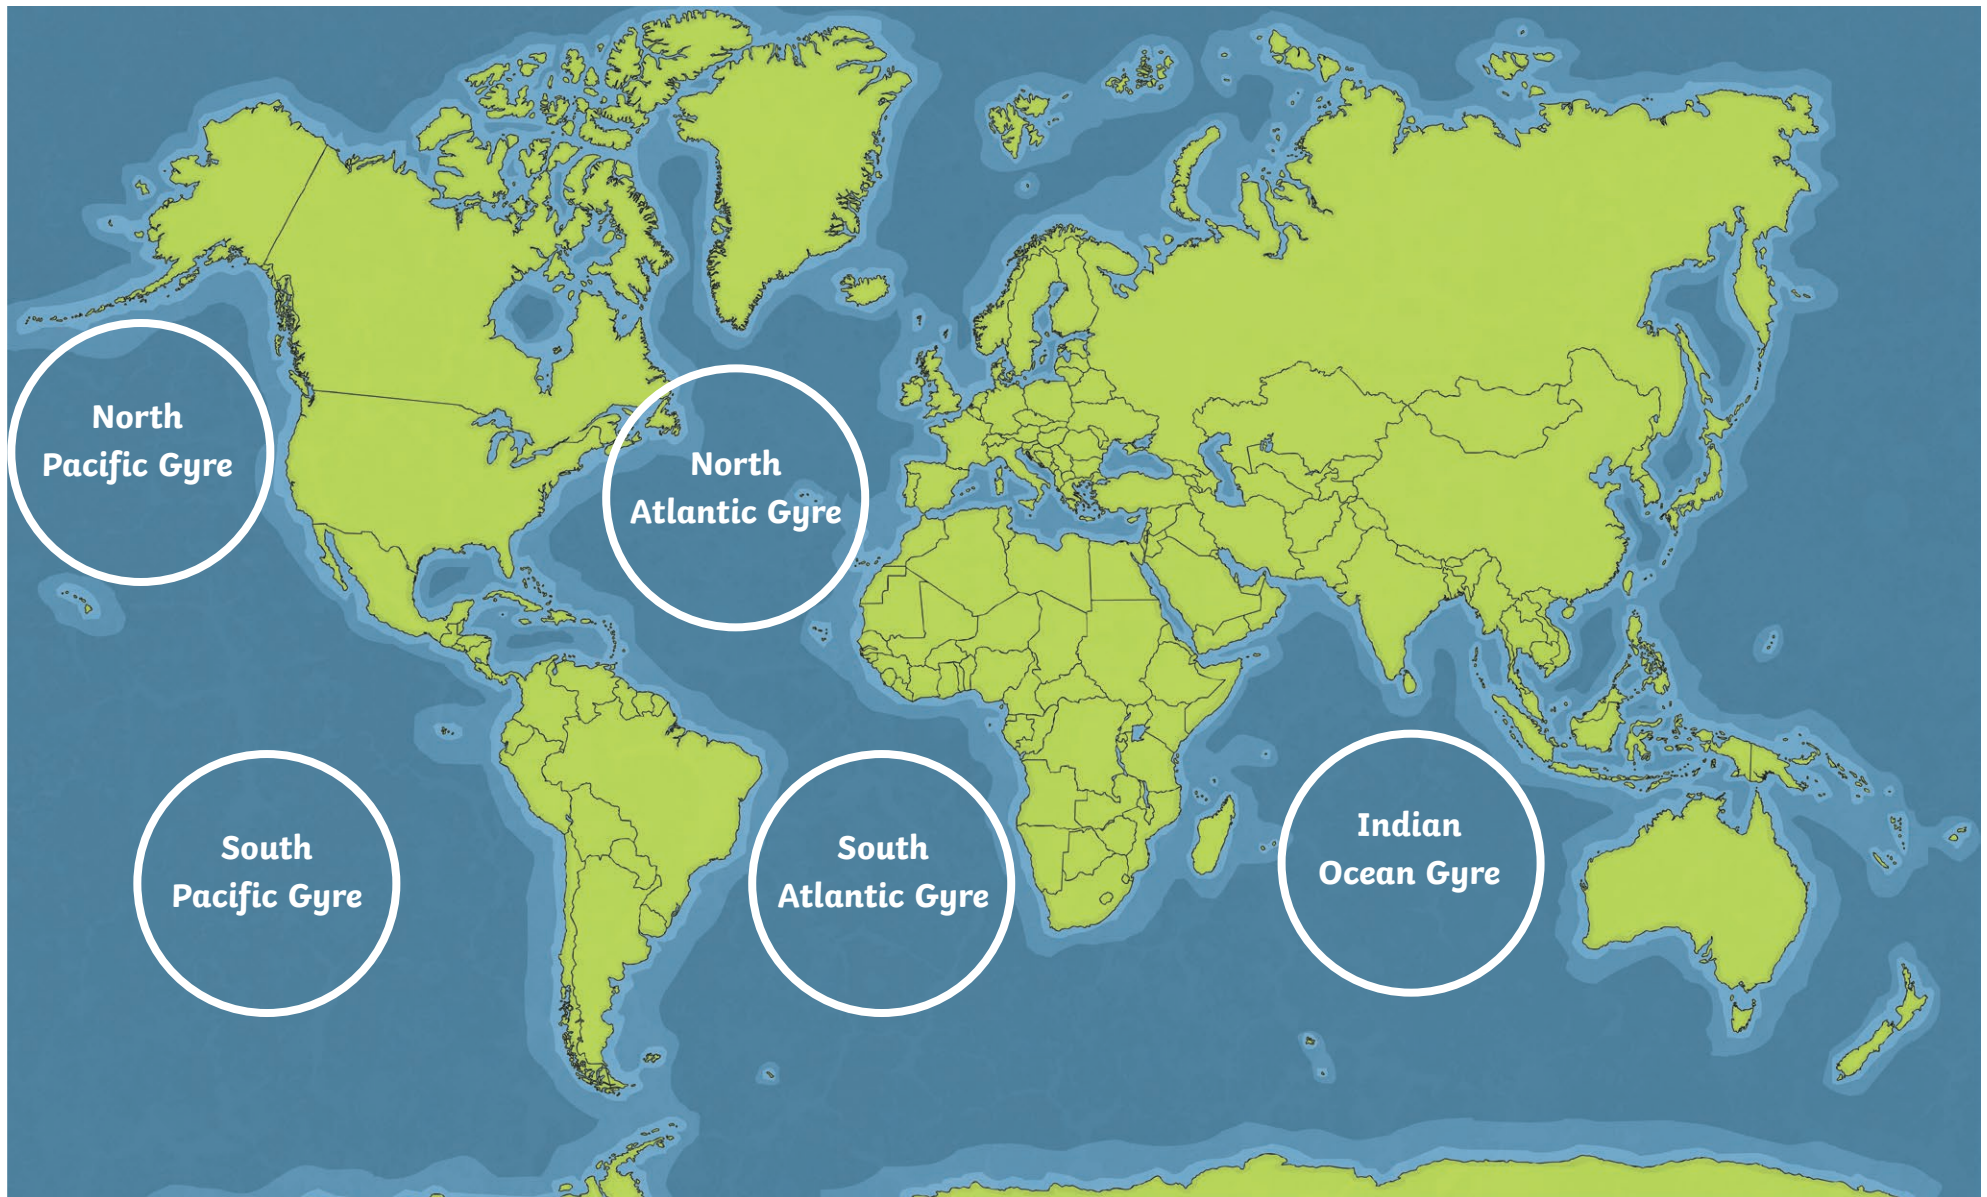 North
Pacific Gyre
North
Atlantic Gyre
South
Pacific Gyre
South
Atlantic Gyre
Indian
Ocean Gyre